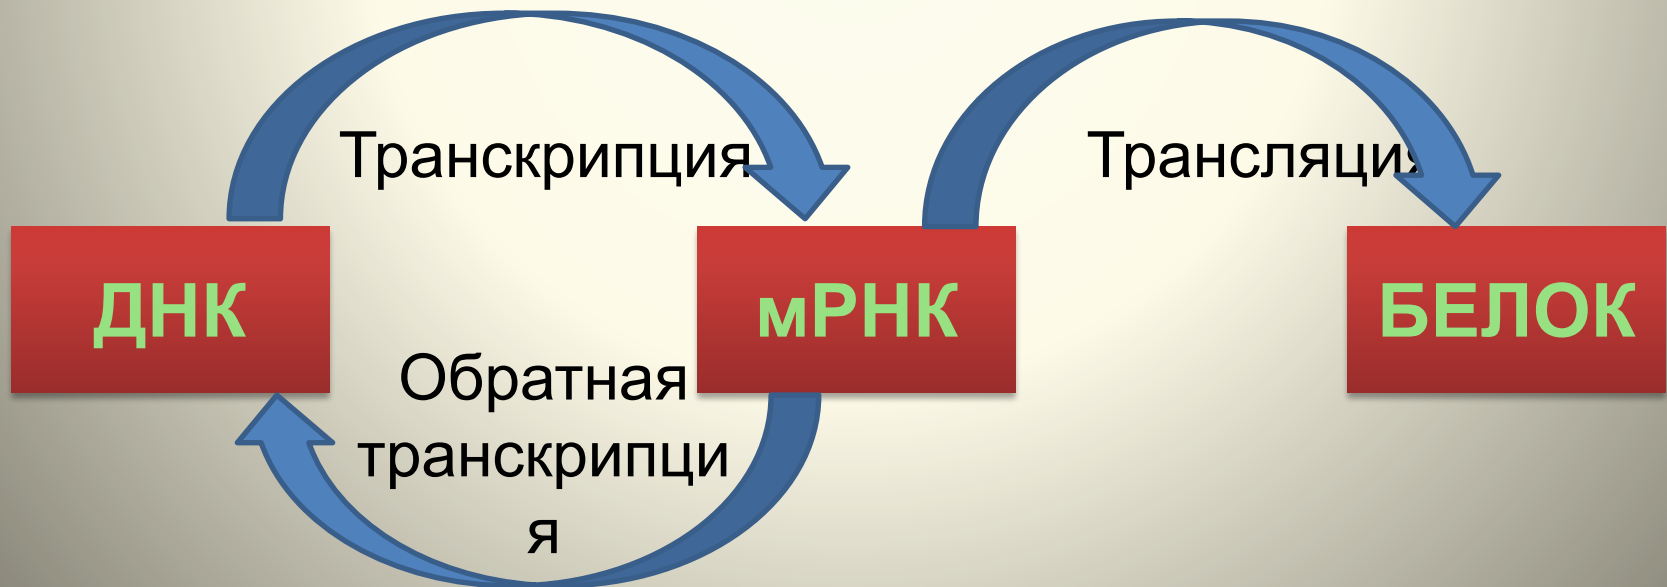 Транскрипция
Трансляция
ДНК
мРНК
БЕЛОК
Обратная
транскрипци
я